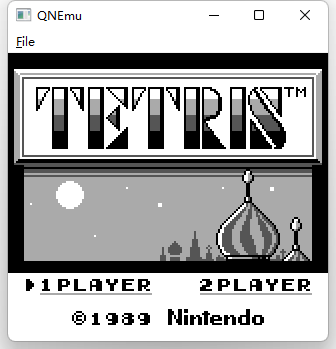 QNEmu
File
TETRIS™
1PLAYER 2PLAYER
©1989 Nintendo